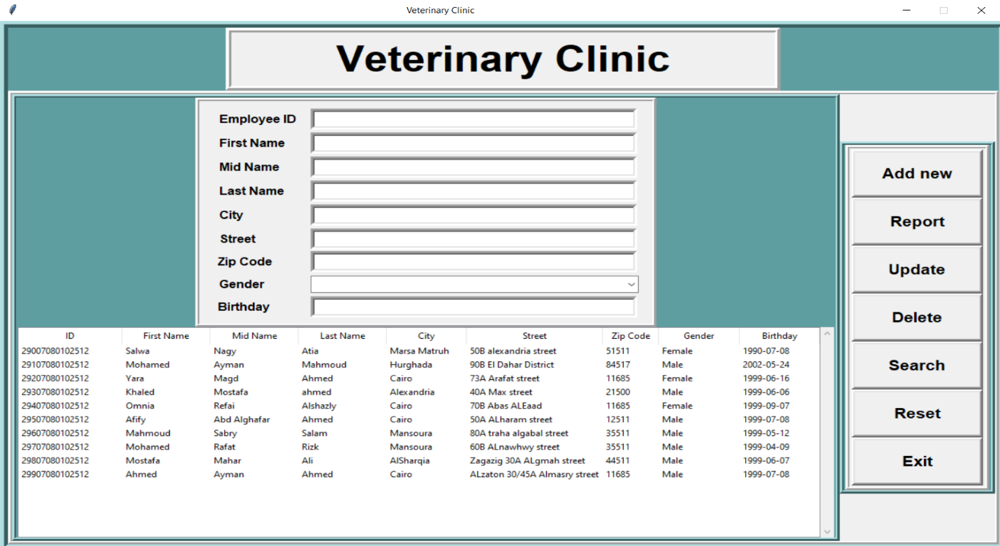 Veterinary Clinic
Veterinary Clinic
Employee ID
First Name
Mid Name
Last Name
City
Street
Zip Code
Gender
Birthday
Add new
Report
Update
Delete
Search
Reset
Exit
ID First Name Mid Name Last Name City Street Zip Code Gender Birthday
29007080102512 Salwa Nagy Atia Marsa Matruh 50B alexandria street 51511 Female 1990-07-08
29107080102512 Mohamed Ayman Mahmoud Hurghada 90B El Dahar District 84517 Male 2002-05-24
29207080102512 Yara Magd Ahmed Cairo 73A Arafat street 11685 Female 1999-06-16
29307080102512 Khaled Mostafa ahmed Alexandria 40A Max street 21500 Male 1999-06-06
29407080102512 Omnia Refai Alshazly Cairo 70B Abas ALEaad 11685 Female 1999-09-07
29507080102512 Afify Abd Alghafar Ahmed Cairo 50A ALharam street 12511 Male 1999-07-08
29607080102512 Mahmoud Sabry Salam Mansoura 80A traha algabal street 35511 Male 1999-05-12
29707080102512 Mohamed Rafat Rizk Mansoura 60B ALnawhwy street 35511 Male 1999-04-09
29807080102512 Mostafa Mahar Ali AlSharqia Zagazig 30A ALgmah street 44511 Male 1999-06-07
29907080102512 Ahmed Ayman Ahmed Cairo ALzaton 30/45A Almasry street 11685 Male 1999-07-08